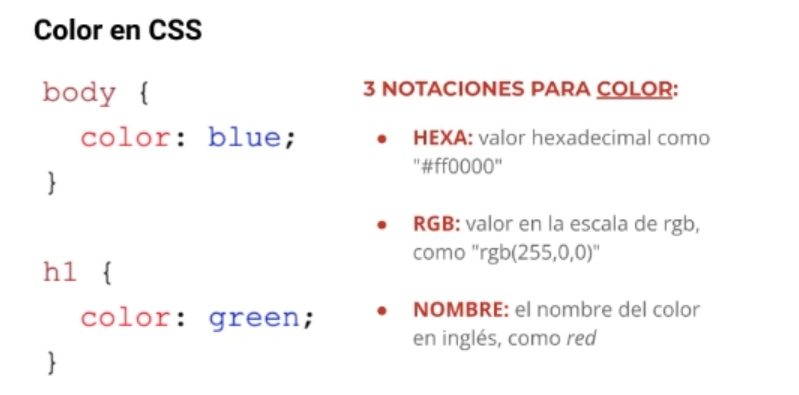 Color en CSS
body {
color: blue;
}
h1 {
color: green;
}
3 NOTACIONES PARA COLOR:
• HEXA: valor hexadecimal como
"#ff0000"
• RGB: valor en la escala de rgb,
como "rgb(255,0,0)"
• NOMBRE: el nombre del color
en inglés, como red